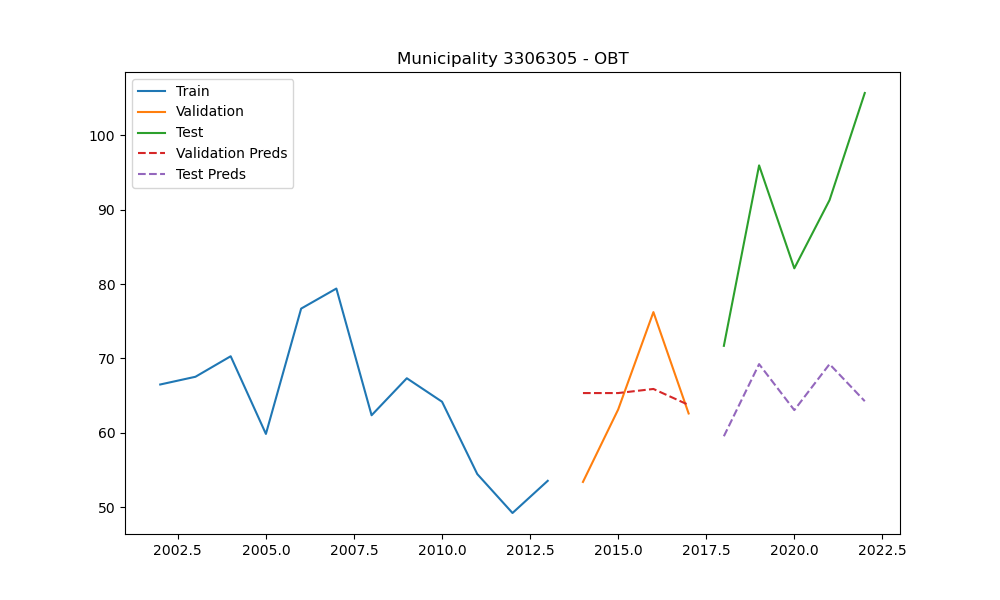 Municipality 3306305 - OBT
Train
Validation
Test
Validation Preds
Test Preds
100
90
80
70
60
50
2002.5 2005.0 2007.5 2010.0 2012.5 2015.0 2017.5 2020.0 2022.5